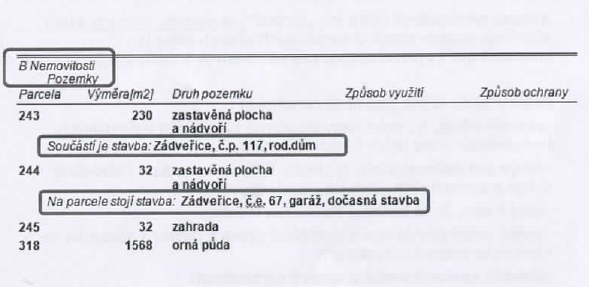 B Nemovitosti
Pozemky
Parcela Výměra[m2] Druh pozemku Způsob využití Způsob ochrany
243 230 zastavěná plocha
a nádvoří
Součástí je stavba: Zádveřice, č.p. 117, rod.dům
244 32 zastavěná plocha
a nádvoří
Na parcele stojí stavba: Zádveřice, č.e. 67, garáž, dočasná stavba
245 32 zahrada
318 1568 orná půda